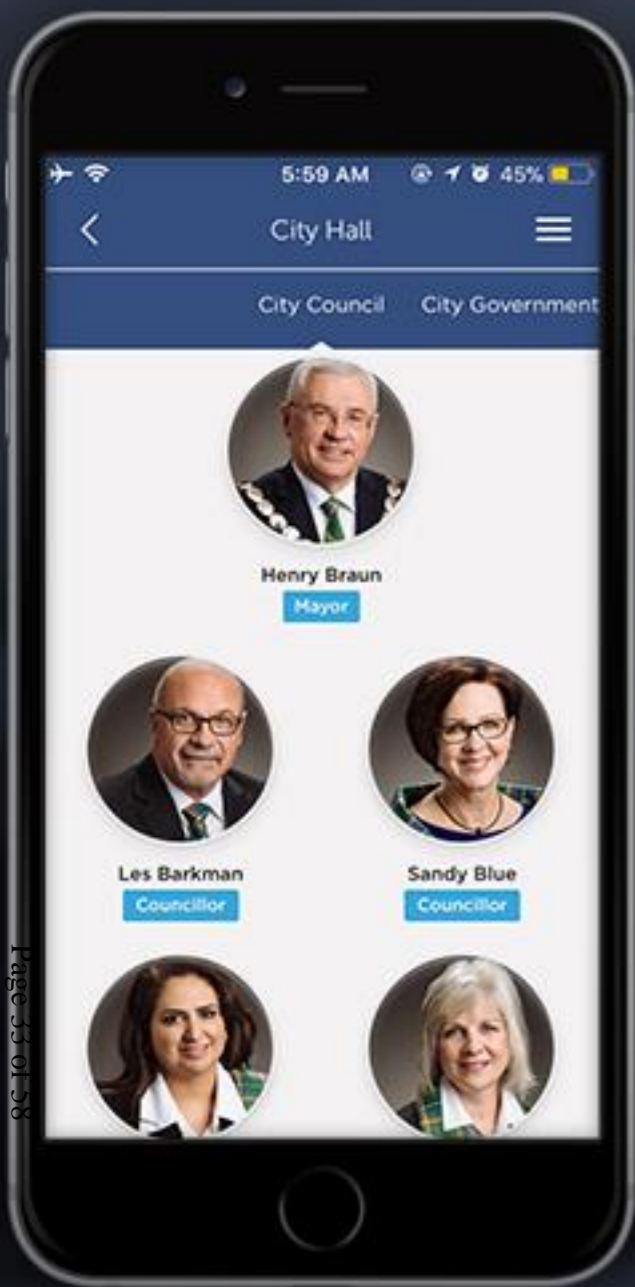 5:59 AM 45%
City Hall
City Council City Government
Henry Braun
Mayor
Les Barkman Sandy Blue
Councillor Councillor
Page 33 of 58